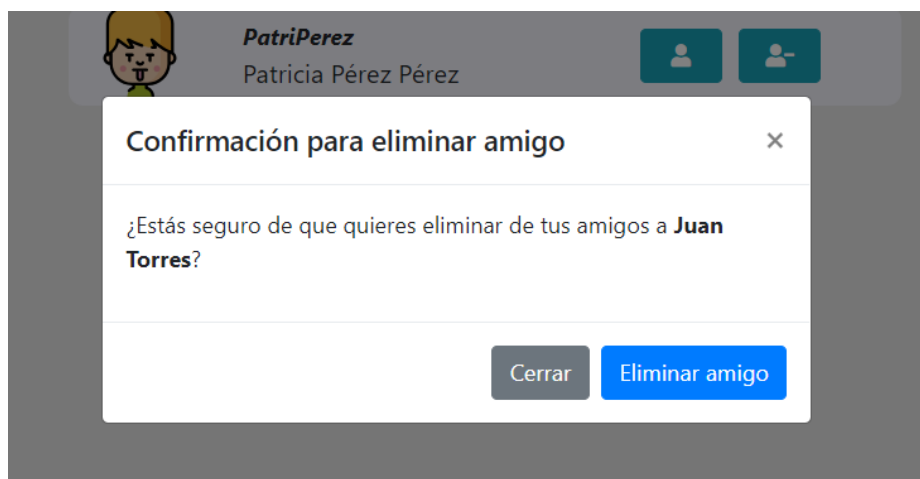 PatriPerez
Patricia Pérez Pérez
Confirmación para eliminar amigo
×
¿Estás seguro de que quieres eliminar de tus amigos a Juan
Torres?
Cerrar
Eliminar amigo